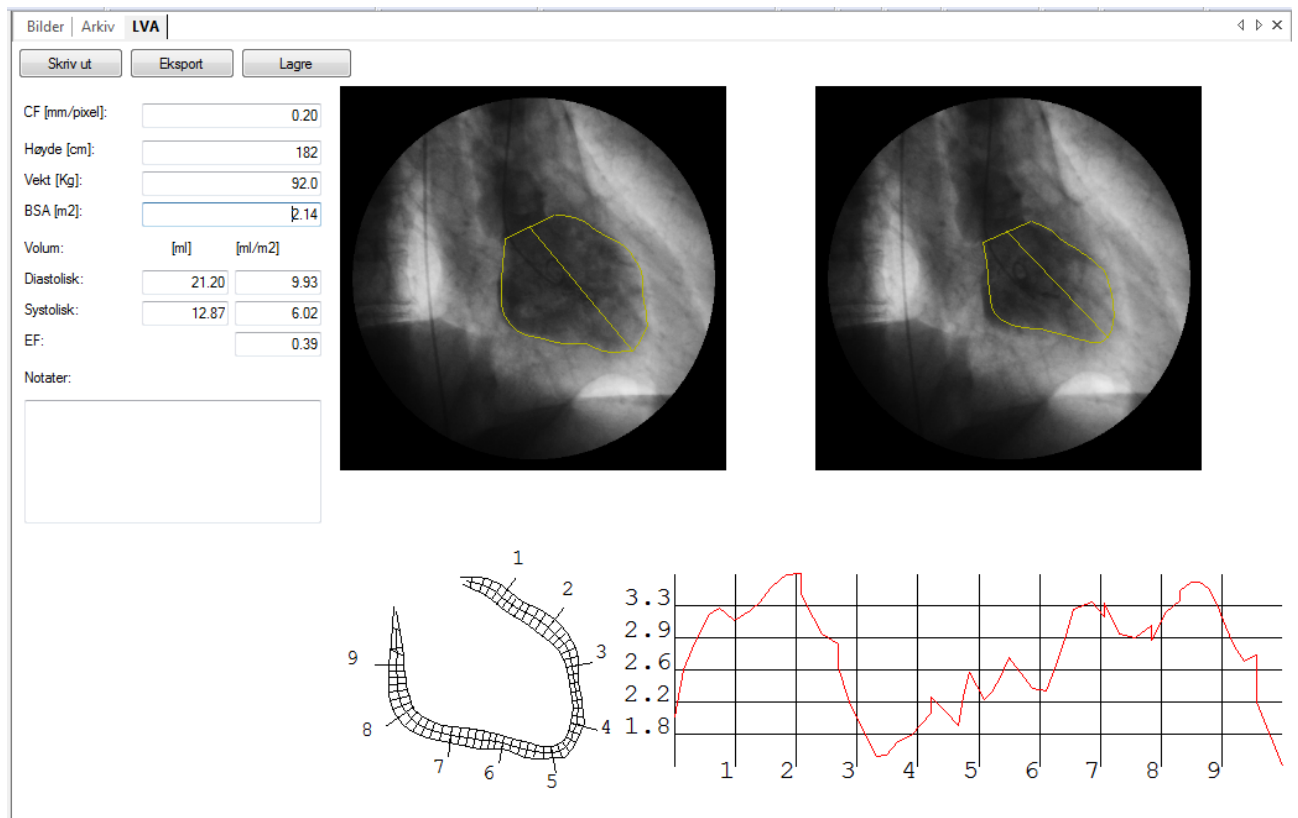 Bilder Arkiv LVA
Skriv ut Eksport Lagre
CF [mm/pixel]: 0.20
Høyde [cm]: 182
Vekt [Kg]: 92.0
BSA [m2]: 2.14
Volum: [ml] [ml/m2]
Diastolisk: 21.20 9.93
Systolisk: 12.87 6.02
EF: 0.39
Notater:
1
2
3
4
5
6
7
8
9
3.3
2.9
2.6
2.2
1.8
1 2 3 4 5 6 7 8 9